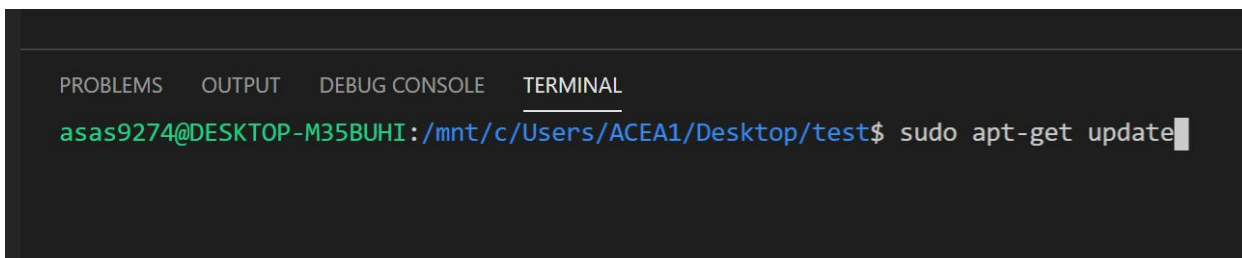 PROBLEMS OUTPUT DEBUG CONSOLE TERMINAL
asas9274@DESKTOP-M35BUHI:/mnt/c/Users/ACEA1/Desktop/test$ sudo apt-get update